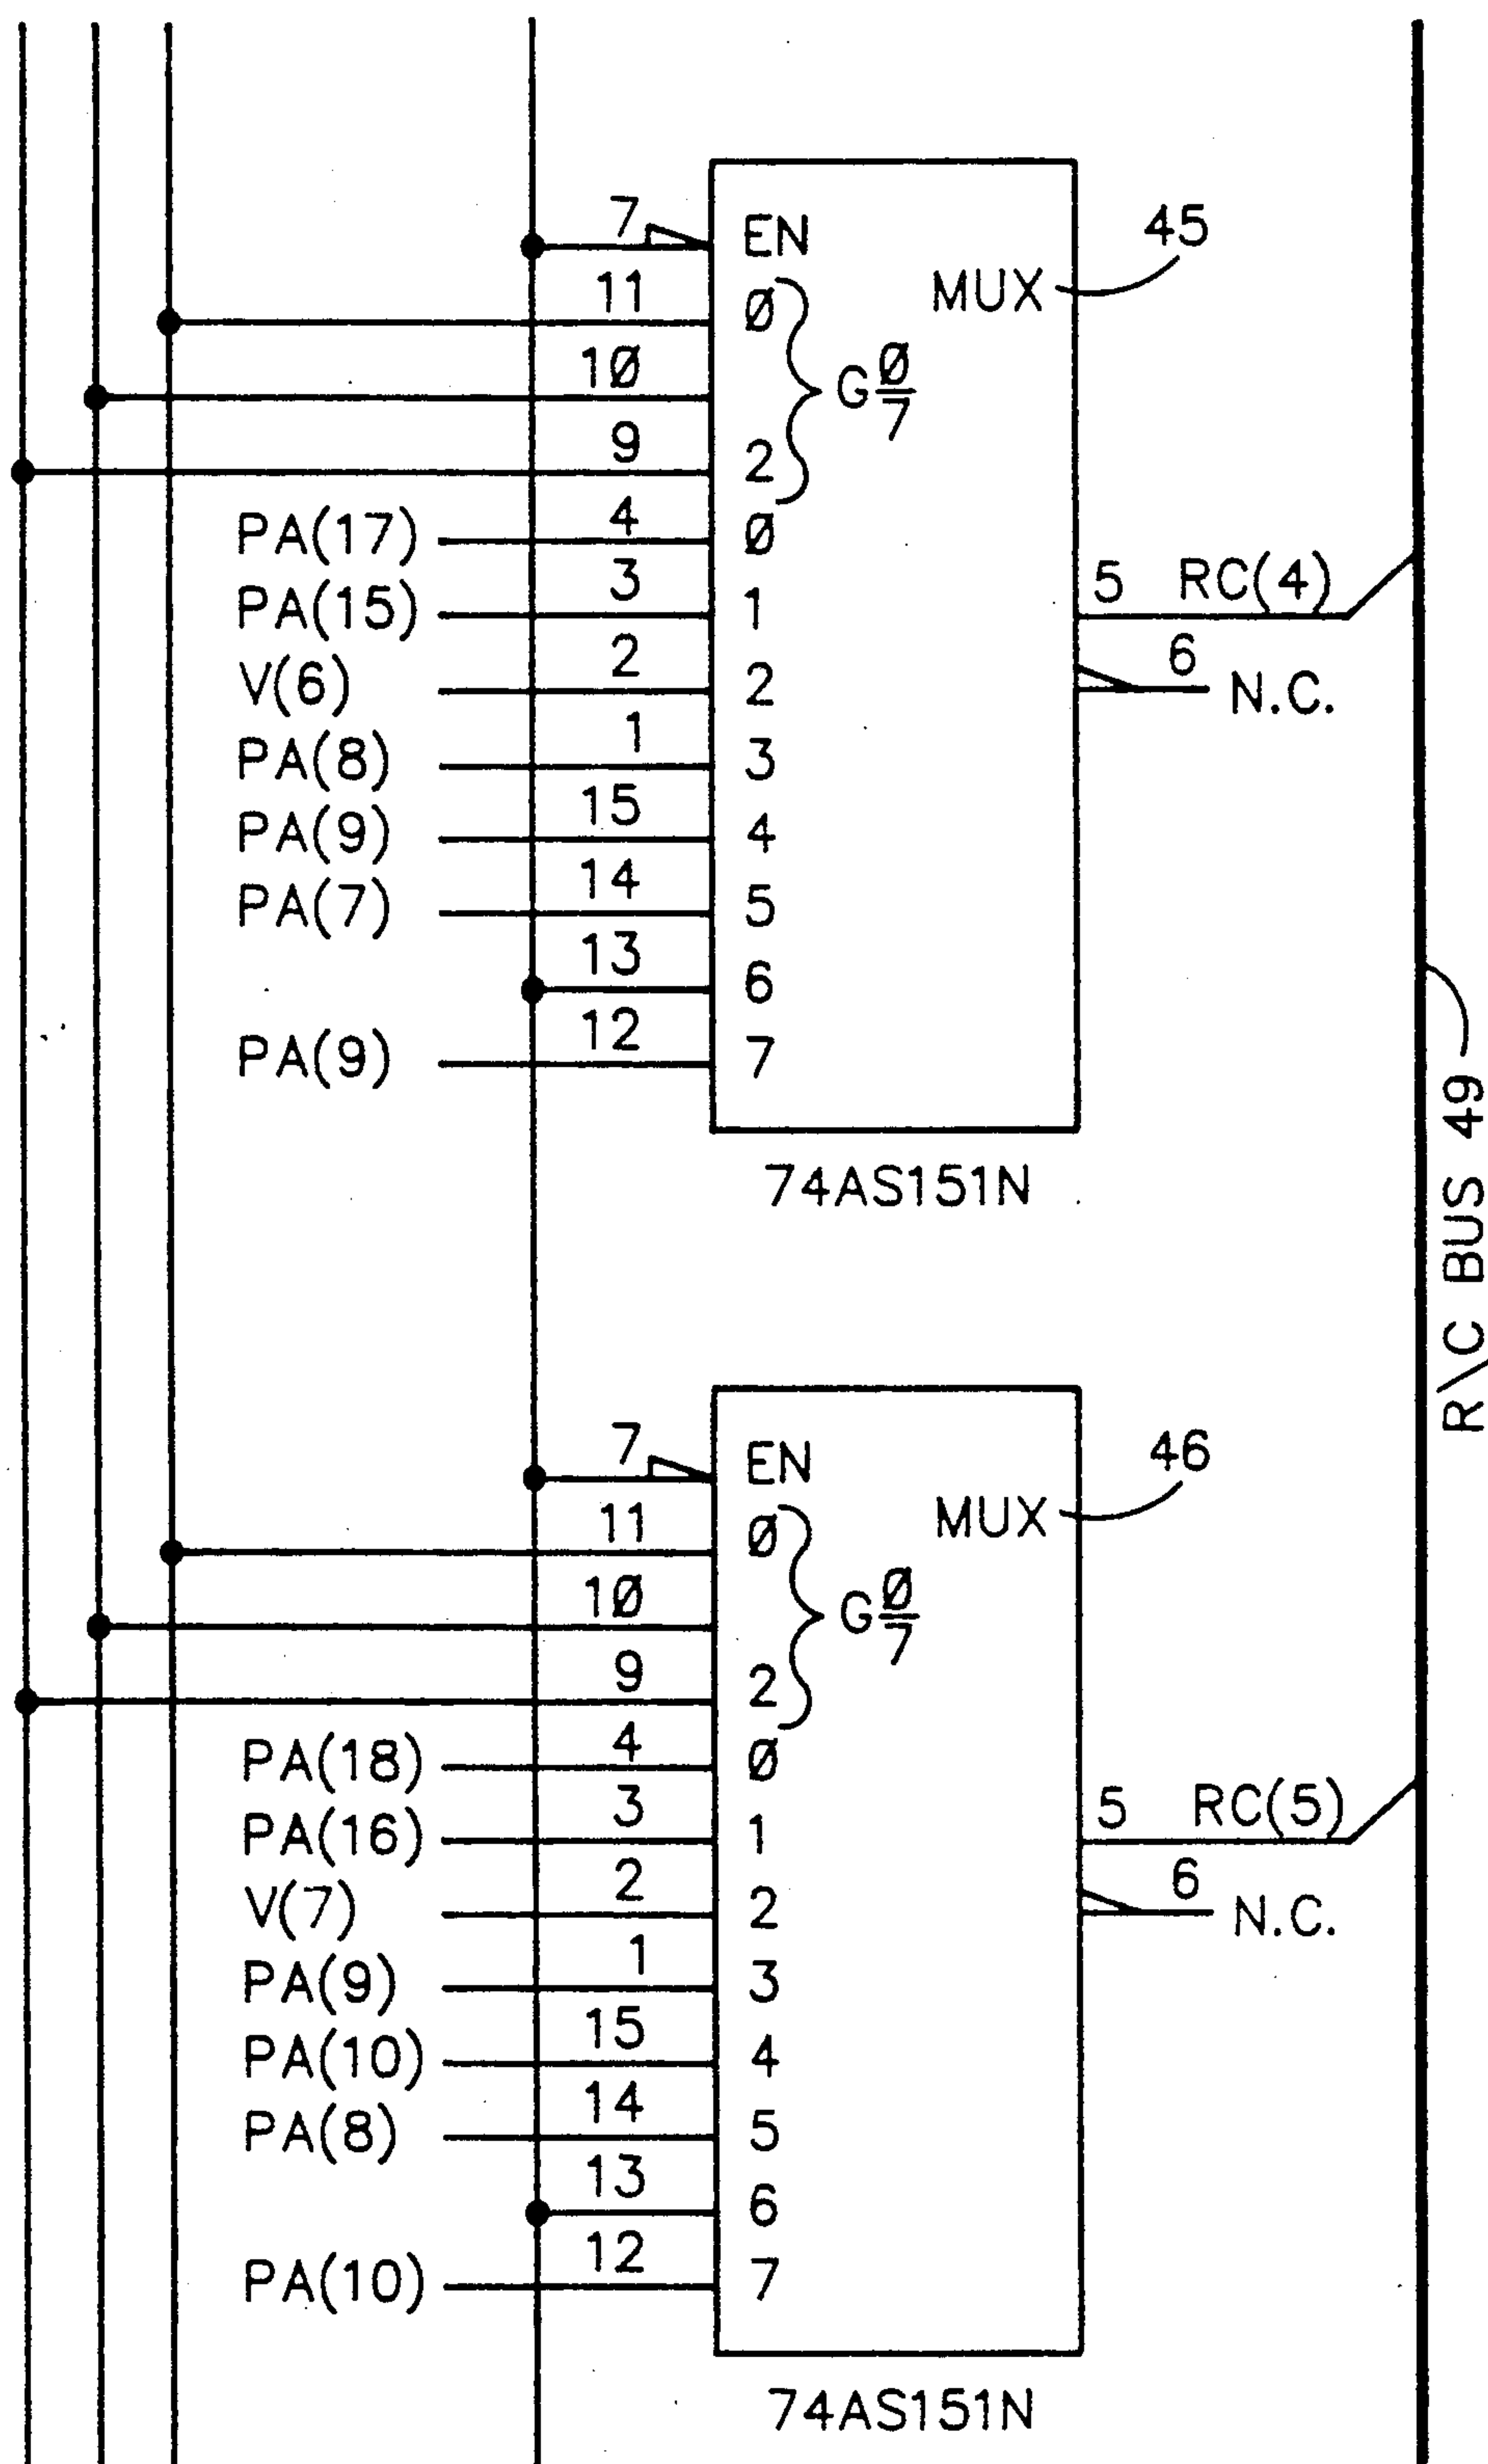 7 EN 45
11 Ø MUX
1Ø G Ø/7
9 2
PA(17) 4 Ø
PA(15) 3 1 5 RC(4)
V(6) 2 2 6 N.C.
PA(8) 1 3
PA(9) 15 4
PA(7) 14 5
13 6
PA(9) 12 7
74AS151N
R\C BUS 49
7 EN 46
11 Ø MUX
1Ø G Ø/7
9 2
PA(18) 4 Ø
PA(16) 3 1 5 RC(5)
V(7) 2 2 6 N.C.
PA(9) 1 3
PA(10) 15 4
PA(8) 14 5
13 6
PA(10) 12 7
74AS151N